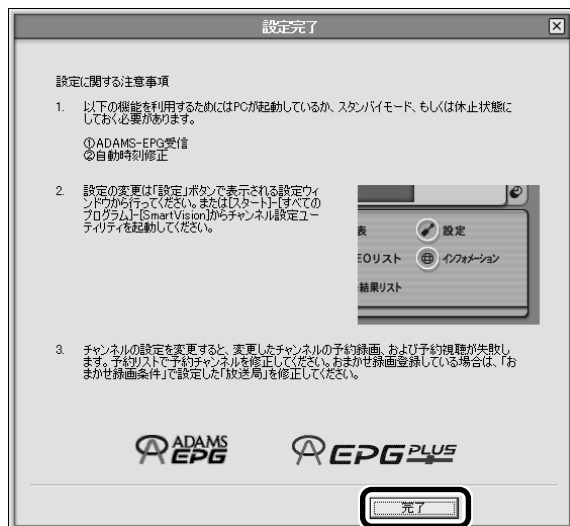 設定完了
設定に関する注意事項
1. 以下の機能を利用するためにはPCが起動しているか、スタンバイモード、もしくは休止状態に
しておく必要があります。
①ADAMS-EPG受信
②自動時刻修正
2. 設定の変更は「設定」ボタンで表示される設定ウィ
ンドウから行ってください。または[スタート]-[すべての
プログラム]-[SmartVision]からチャンネル設定ユー
ティリティを起動してください。
表 設定
EOリスト インフォメーション
結果リスト
3. チャンネルの設定を変更すると、変更したチャンネルの予約録画、および予約視聴が失敗し
ます。予約リストで予約チャンネルを修正してください。おまかせ録画登録している場合は、「お
まかせ録画条件」で設定した「放送局」を修正してください。
ADAMS
EPG
EPG PLUS
完了